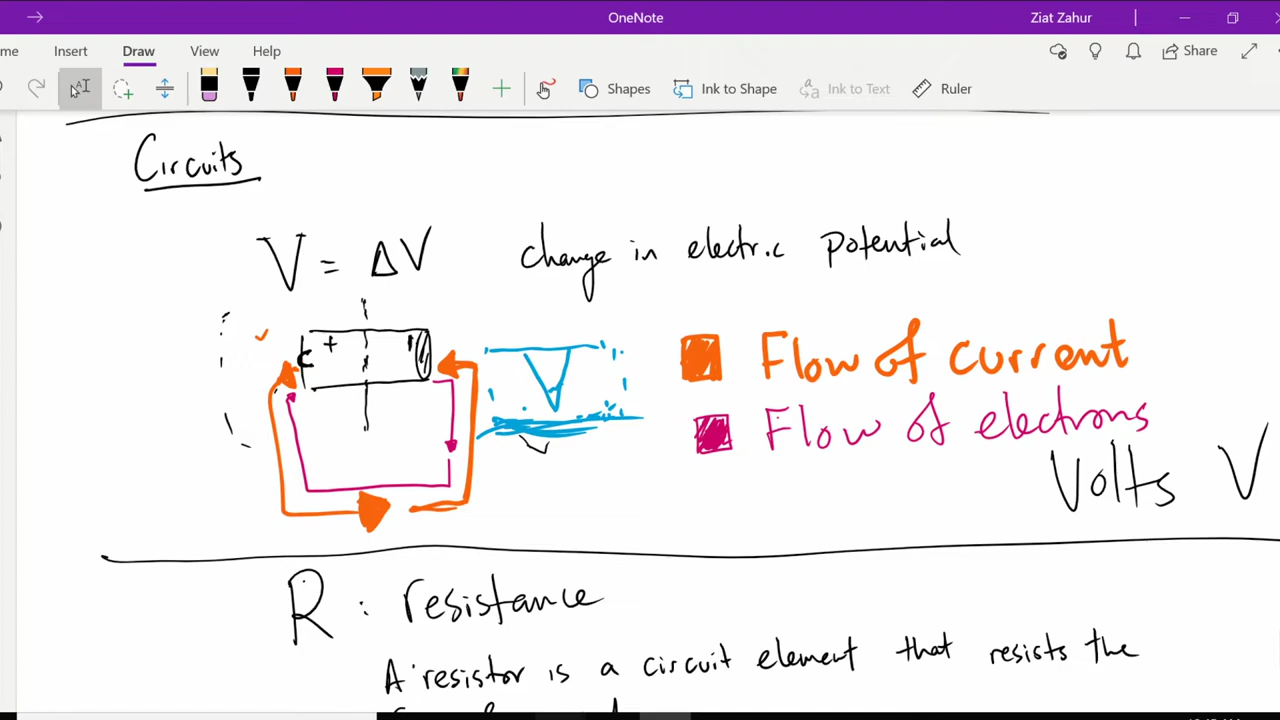 OneNote
Ziat Zahur
Insert Draw View Help
Share
Shapes Ink to Shape Ink to Text Ruler
Circuits
V = ΔV change in electric potential
+
V
Flow of current
Flow of electrons
Volts V
R : resistance
A resistor is a circuit element that resists the